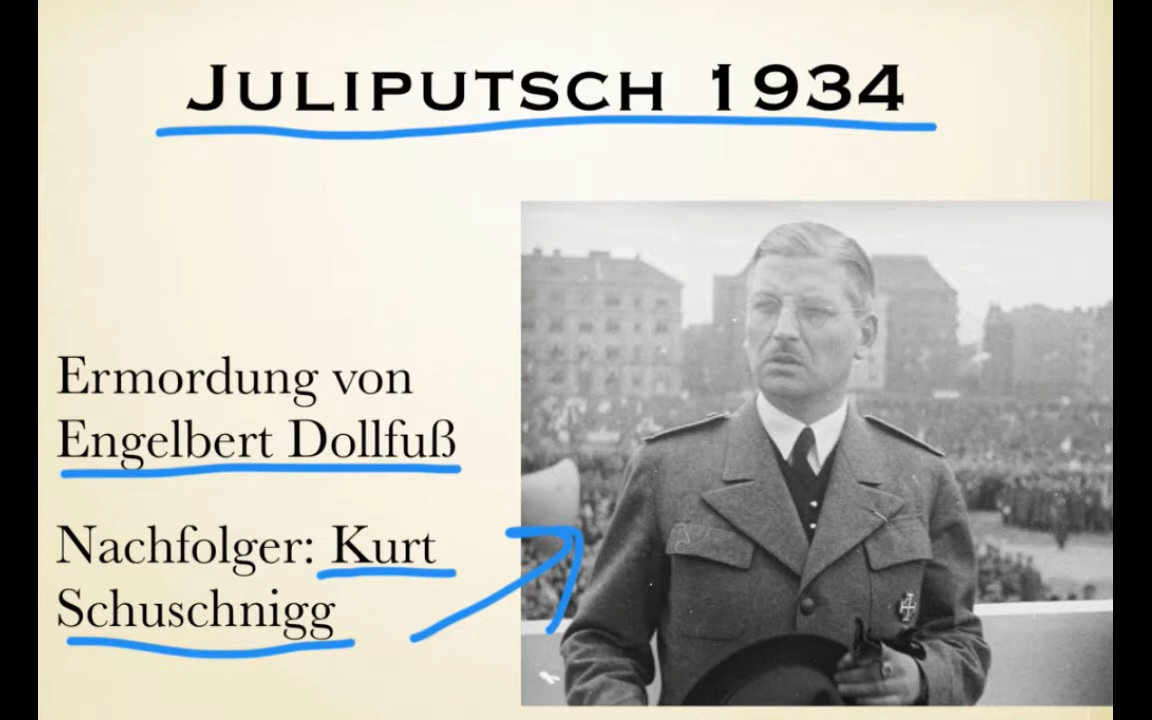 JULIPUTSCH 1934
Ermordung von
Engelbert Dollfuß
Nachfolger: Kurt
Schuschnigg